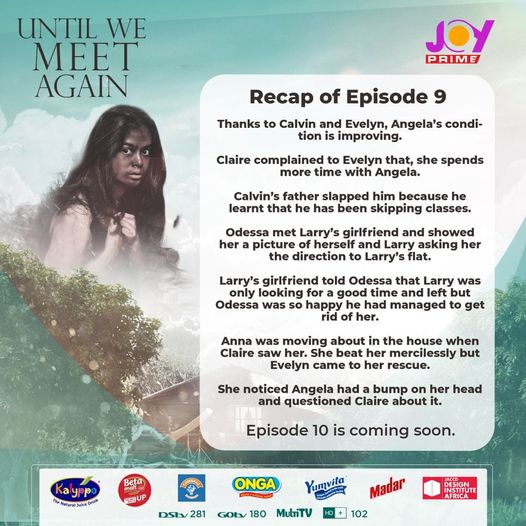 UNTIL WE
MEET
AGAIN
JOY
PRIME
Recap of Episode 9
Thanks to Calvin and Evelyn, Angela's condi-
tion is improving.
Claire complained to Evelyn that, she spends
more time with Angela.
Calvin's father slapped him because he
learnt that he has been skipping classes.
Odessa met Larry's girlfriend and showed
her a picture of herself and Larry asking her
the direction to Larry's flat.
Larry's girlfriend told Odessa that Larry was
only looking for a good time and left but
Odessa was so happy he had managed to get
rid of her.
Anna was moving about in the house when
Claire saw her. She beat her mercilessly but
Evelyn came to her rescue.
She noticed Angela had a bump on her head
and questioned Claire about it.
Episode 10 is coming soon.
Kalyppo
The Natural Juice Drink
Beta
malt
UP
ONGA
Yumvita
Madar
JACCD
DESIGN
INSTITUTE
AFRICA
DStv 281 GOtv 180 MultiTV HD+ 102